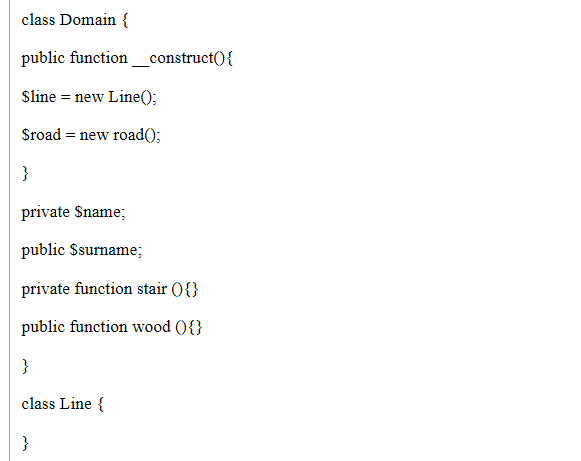 class Domain {
public function __construct(){
$line = new Line();
$road = new road();
}
private $name;
public $surname;
private function stair (){}
public function wood (){}
}
class Line {
}